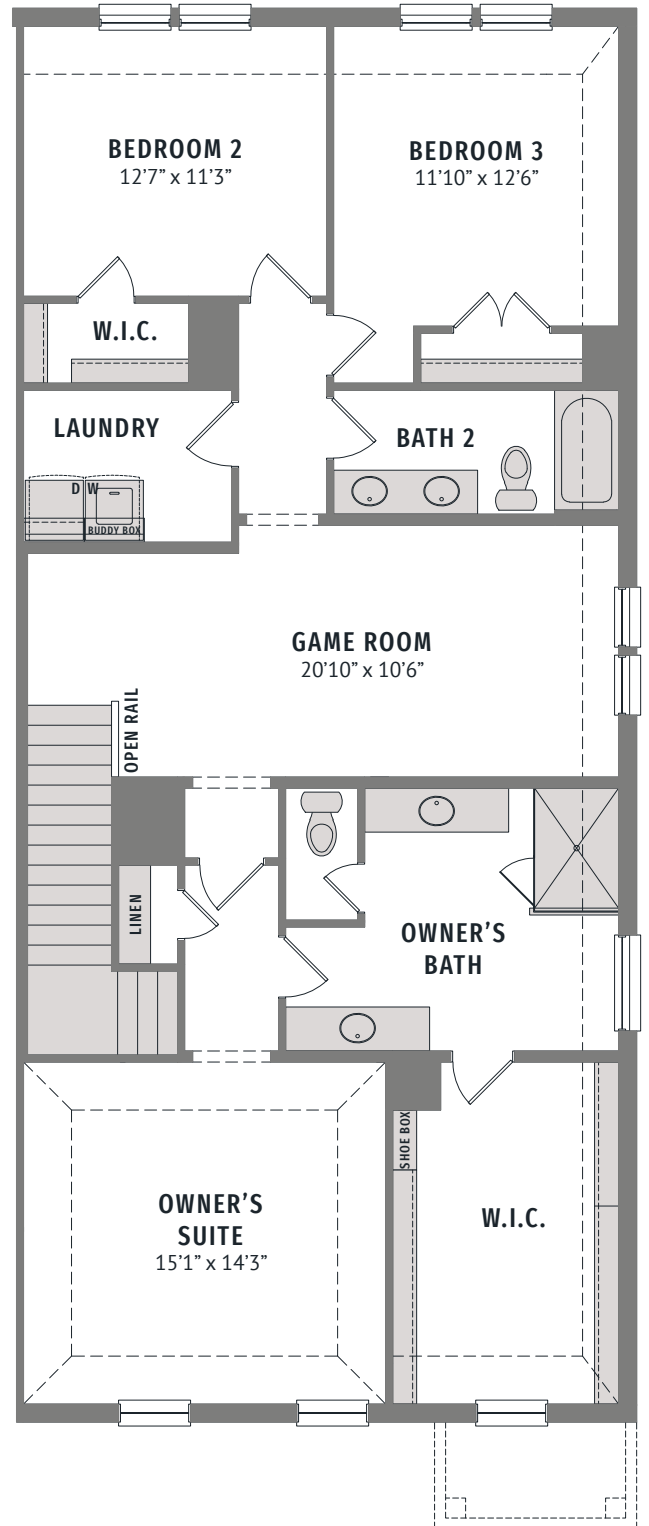 BEDROOM 2
12’7” x 11’3”
BEDROOM 3
11’10” x 12’6”
W.I.C.
LAUNDRY
BATH 2
D W
BUDDY BOX
GAME ROOM
20’10” x 10’6”
OPEN RAIL
LINEN
OWNER’S
BATH
SHOE BOX
OWNER’S
SUITE
15’1” x 14’3”
W.I.C.